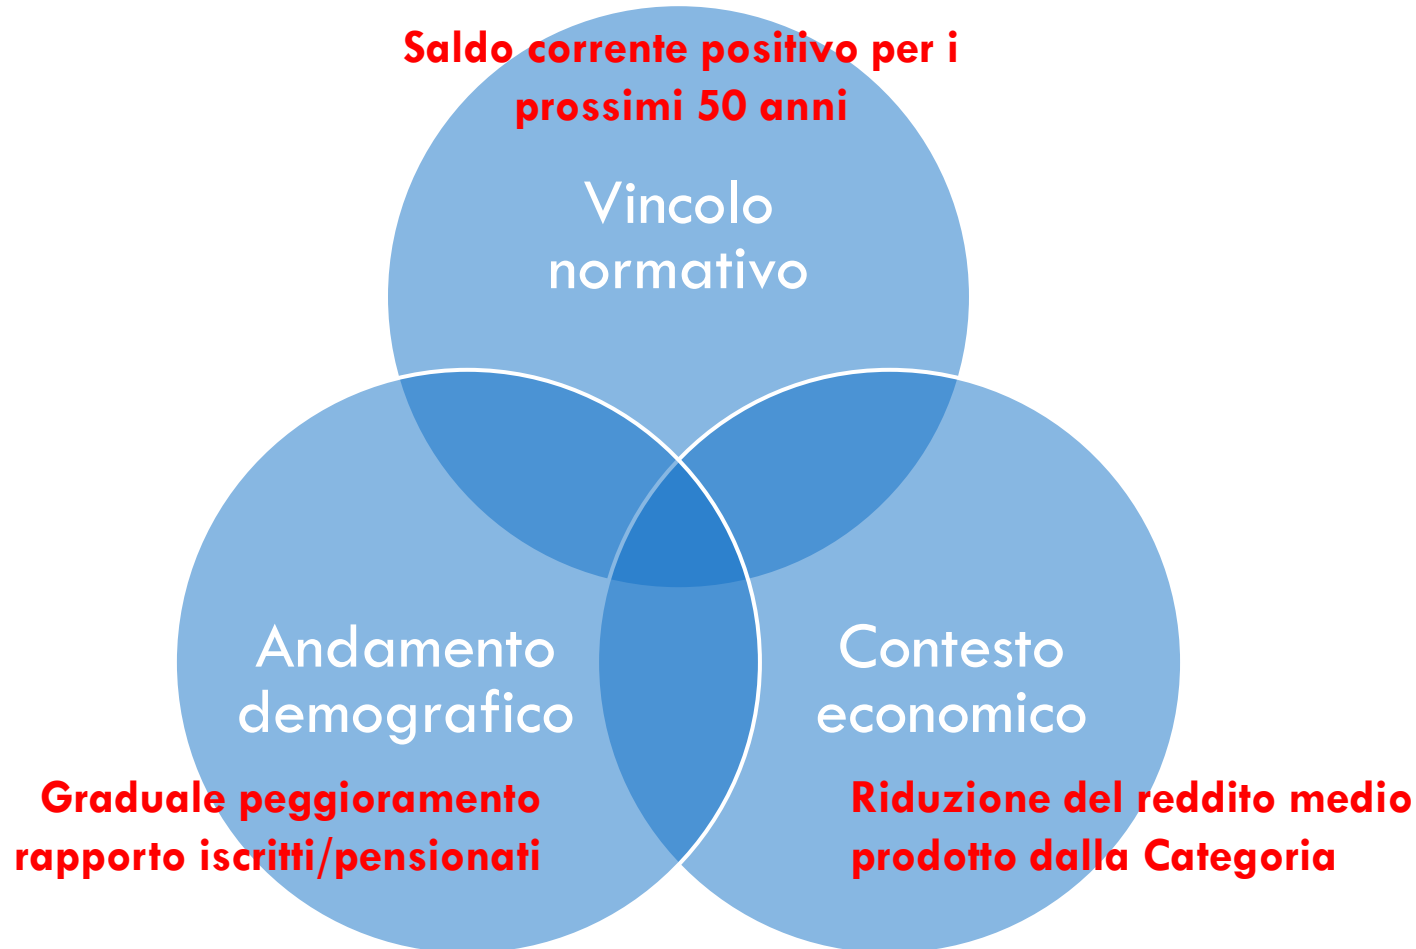 Saldo corrente positivo per i
prossimi 50 anni
Vincolo
normativo
Andamento
demografico
Contesto
economico
Graduale peggioramento
rapporto iscritti/pensionati
Riduzione del reddito medio
prodotto dalla Categoria